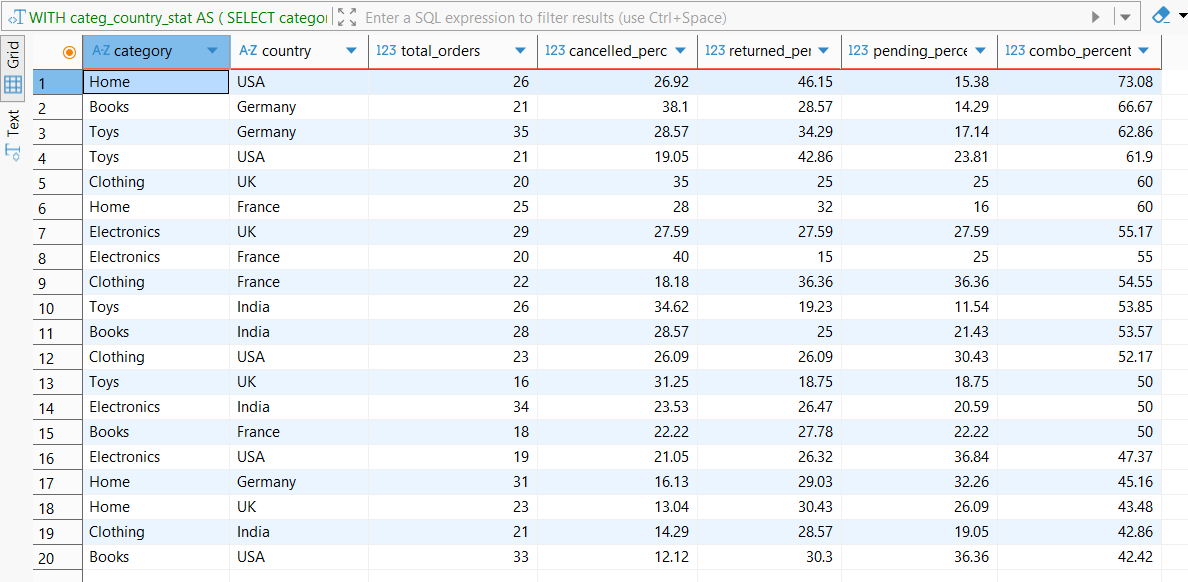 WITH categ_country_stat AS ( SELECT categor Enter a SQL expression to filter results (use Ctrl+Space)
Grid
Text
A-Z category A-Z country 123 total_orders 123 cancelled_perc 123 returned_per 123 pending_perce 123 combo_percent
1 Home USA 26 26.92 46.15 15.38 73.08
2 Books Germany 21 38.1 28.57 14.29 66.67
3 Toys Germany 35 28.57 34.29 17.14 62.86
4 Toys USA 21 19.05 42.86 23.81 61.9
5 Clothing UK 20 35 25 25 60
6 Home France 25 28 32 16 60
7 Electronics UK 29 27.59 27.59 27.59 55.17
8 Electronics France 20 40 15 25 55
9 Clothing France 22 18.18 36.36 36.36 54.55
10 Toys India 26 34.62 19.23 11.54 53.85
11 Books India 28 28.57 25 21.43 53.57
12 Clothing USA 23 26.09 26.09 30.43 52.17
13 Toys UK 16 31.25 18.75 18.75 50
14 Electronics India 34 23.53 26.47 20.59 50
15 Books France 18 22.22 27.78 22.22 50
16 Electronics USA 19 21.05 26.32 36.84 47.37
17 Home Germany 31 16.13 29.03 32.26 45.16
18 Home UK 23 13.04 30.43 26.09 43.48
19 Clothing India 21 14.29 28.57 19.05 42.86
20 Books USA 33 12.12 30.3 36.36 42.42